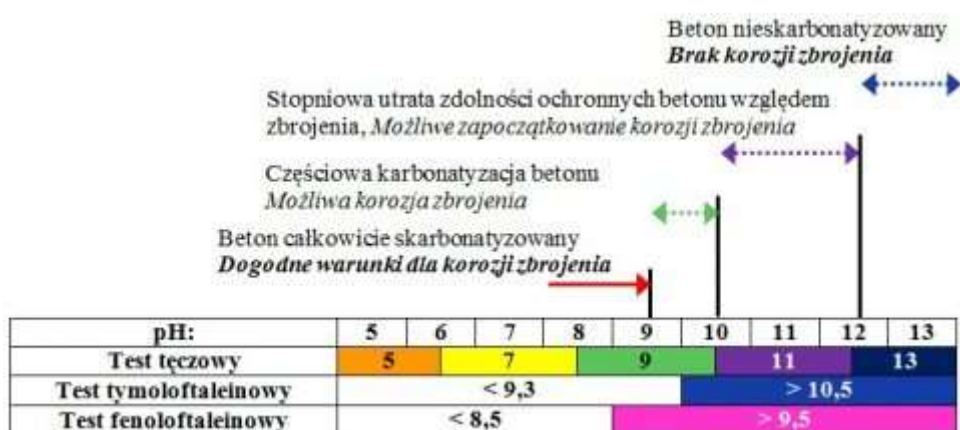 Beton nieskarbonatyzowany
Brak korozji zbrojenia
Stopniowa utrata zdolności ochronnych betonu względem
zbrojenia, Możliwe zapoczątkowanie korozji zbrojenia
Częściowa karbonatyzacja betonu
Możliwa korozja zbrojenia
Beton całkowicie skarbonatyzowany
Dogodne warunki dla korozji zbrojenia
pH: 5 6 7 8 9 10 11 12 13
Test tęczowy 5 7 9 11 13
Test tymoloftaleinowy < 9,3 > 10,5
Test fenoloftaleinowy < 8,5 > 9,5